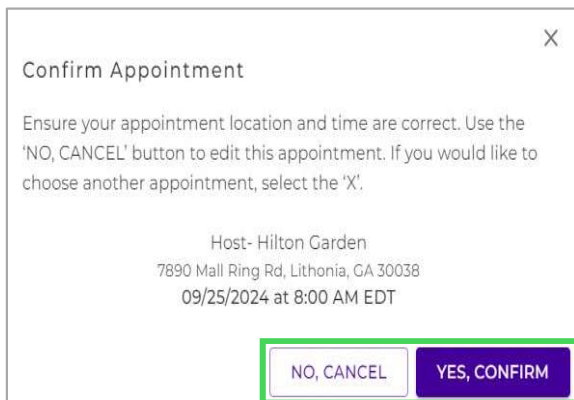 X
Confirm Appointment
Ensure your appointment location and time are correct. Use the
'NO, CANCEL' button to edit this appointment. If you would like to
choose another appointment, select the 'X'.
Host- Hilton Garden
7890 Mall Ring Rd, Lithonia, GA 30038
09/25/2024 at 8:00 AM EDT
NO, CANCEL YES, CONFIRM